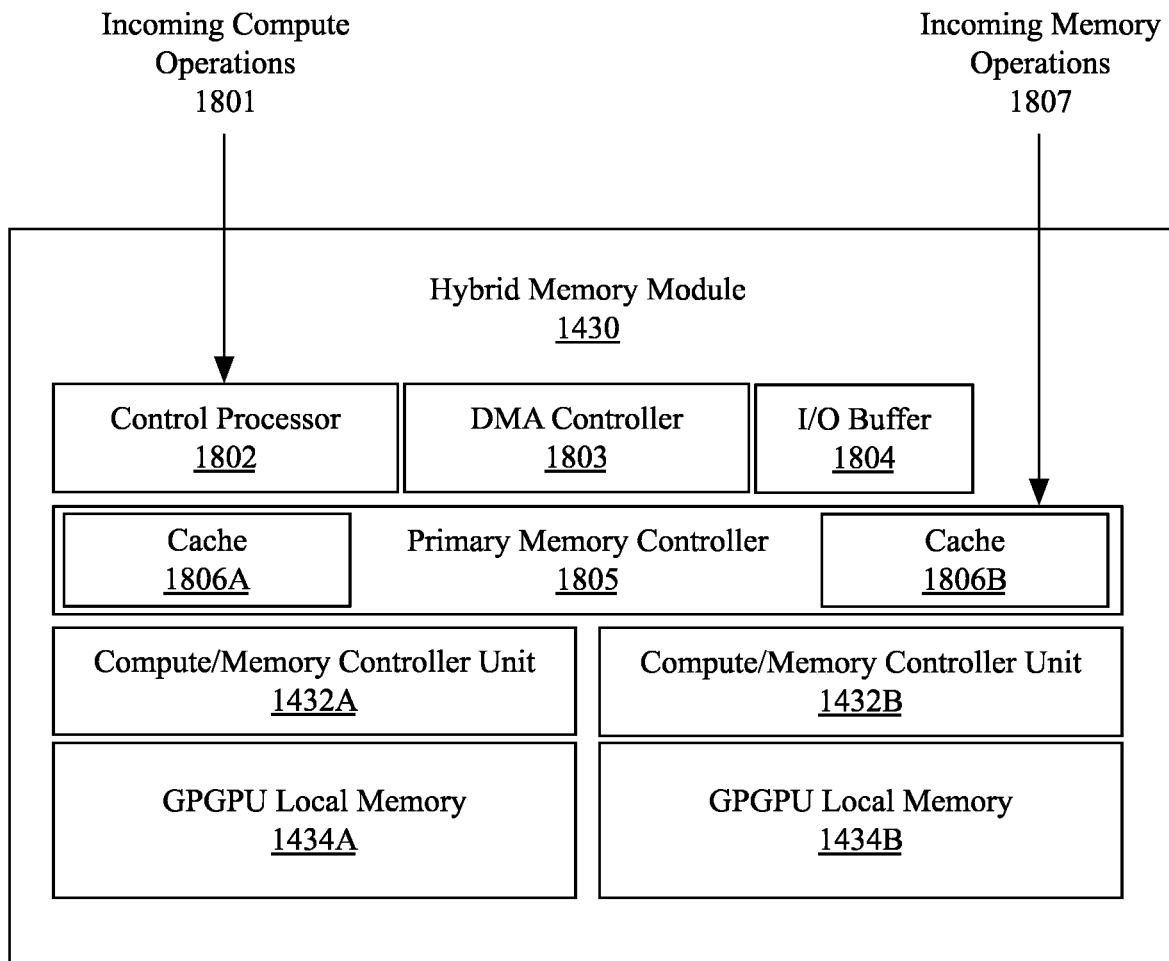 Incoming Compute
Operations
1801
Incoming Memory
Operations
1807
Hybrid Memory Module
1430
Control Processor
1802
DMA Controller
1803
I/O Buffer
1804
Cache
1806A
Primary Memory Controller
1805
Cache
1806B
Compute/Memory Controller Unit
1432A
Compute/Memory Controller Unit
1432B
GPGPU Local Memory
1434A
GPGPU Local Memory
1434B